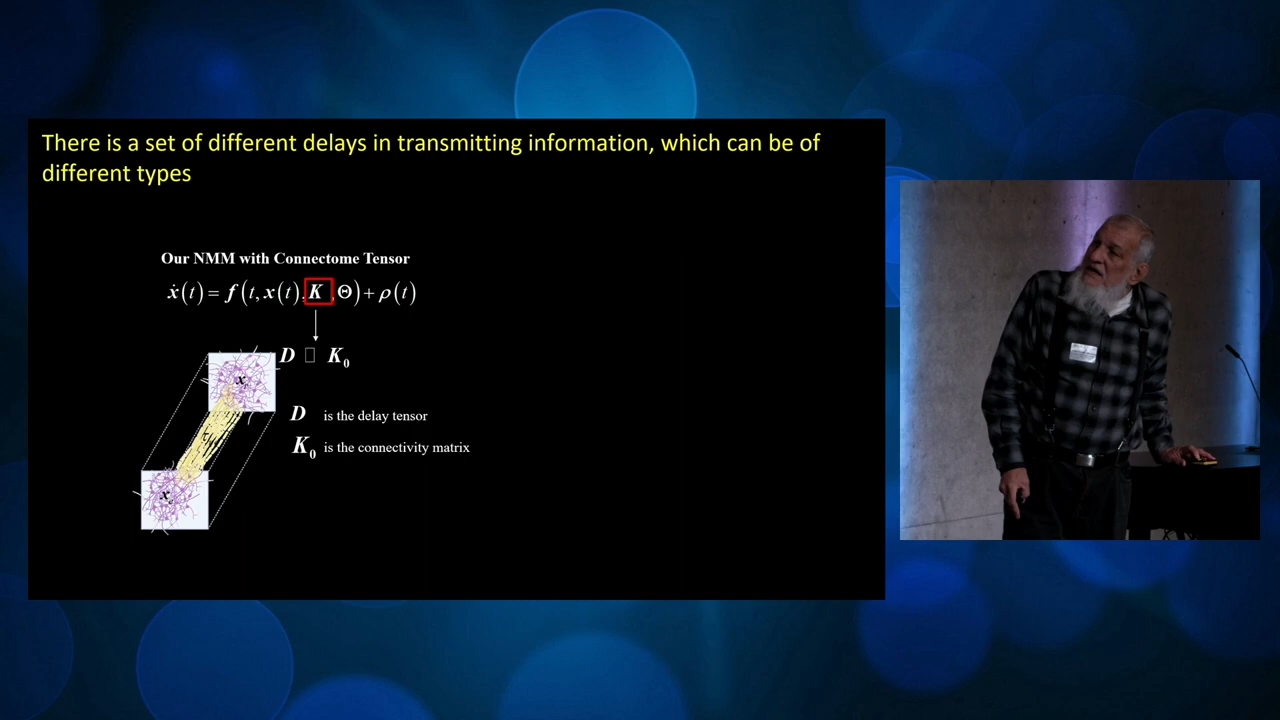 There is a set of different delays in transmitting information, which can be of
different types
Our NMM with Connectome Tensor
ẋ(t) = f(t, x(t), K, Θ) + ρ(t)
D □ K₀
D is the delay tensor
K₀ is the connectivity matrix